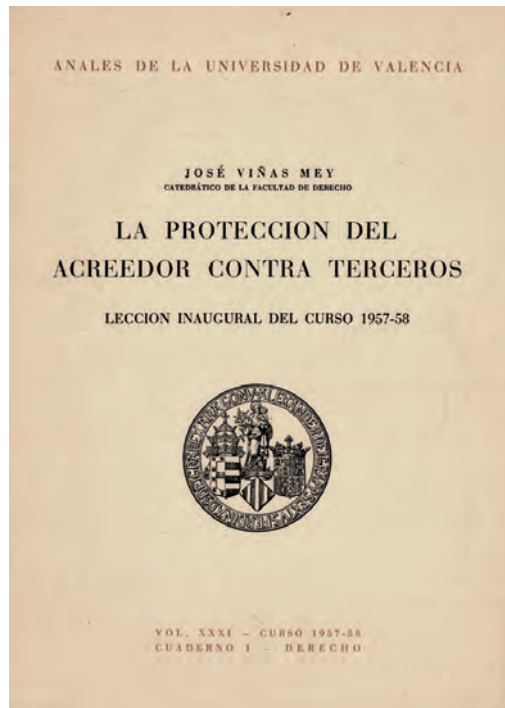 ANALES DE LA UNIVERSIDAD DE VALENCIA
JOSÉ VIÑAS MEY
CATEDRÁTICO DE LA FACULTAD DE DERECHO
LA PROTECCION DEL
ACREEDOR CONTRA TERCEROS
LECCION INAUGURAL DEL CURSO 1957-58
VOL. XXXI – CURSO 1957-58
CUADERNO I – DERECHO